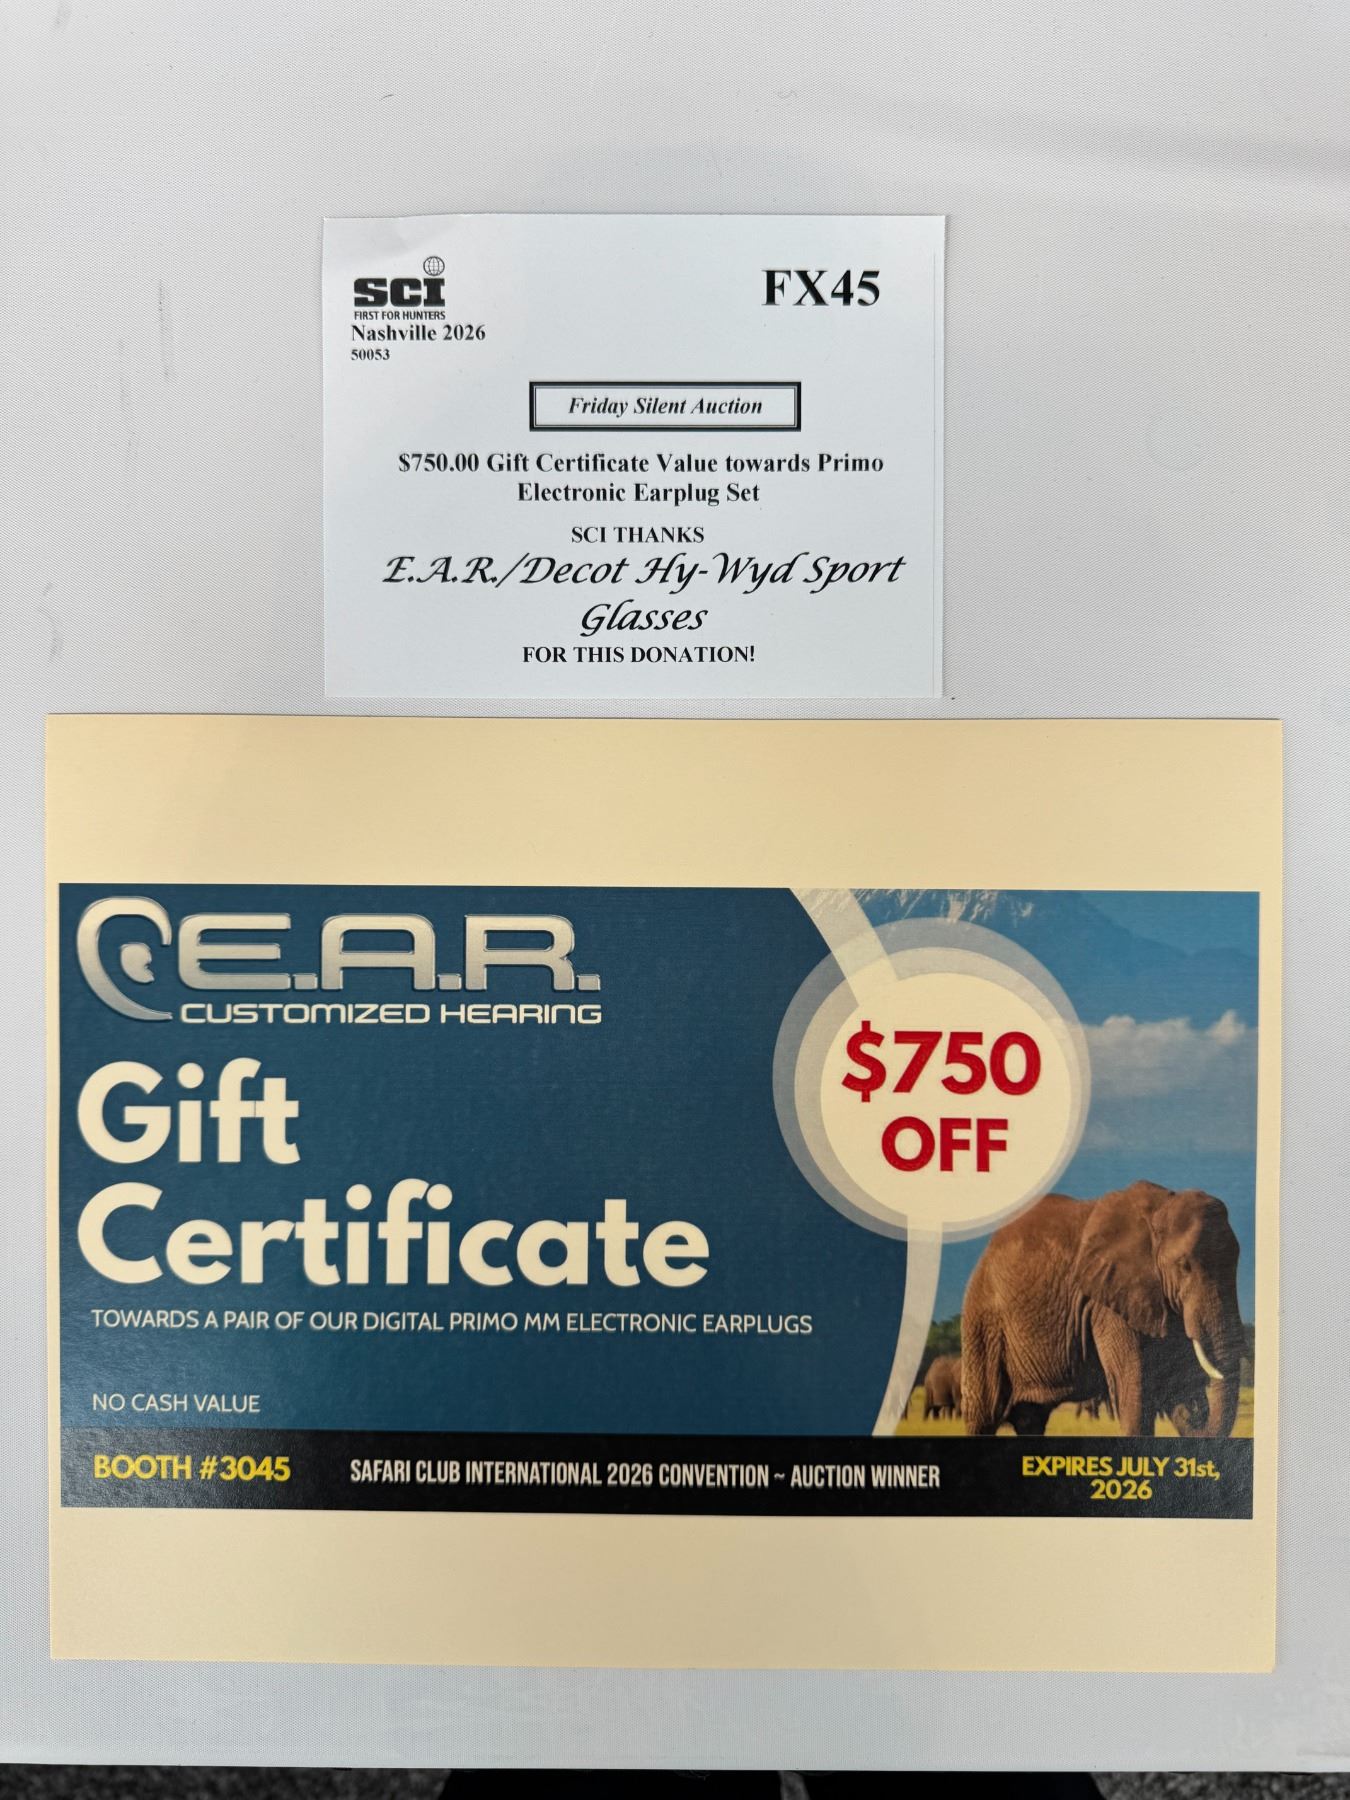 SCI
FIRST FOR HUNTERS
Nashville 2026
50053
FX45
Friday Silent Auction
$750.00 Gift Certificate Value towards Primo
Electronic Earplug Set
SCI THANKS
E.A.R./Decot Hy-Wyd Sport
Glasses
FOR THIS DONATION!
E.A.R.
CUSTOMIZED HEARING
Gift
Certificate
$750
OFF
TOWARDS A PAIR OF OUR DIGITAL PRIMO MM ELECTRONIC EARPLUGS
NO CASH VALUE
BOOTH #3045
SAFARI CLUB INTERNATIONAL 2026 CONVENTION ~ AUCTION WINNER
EXPIRES JULY 31st,
2026